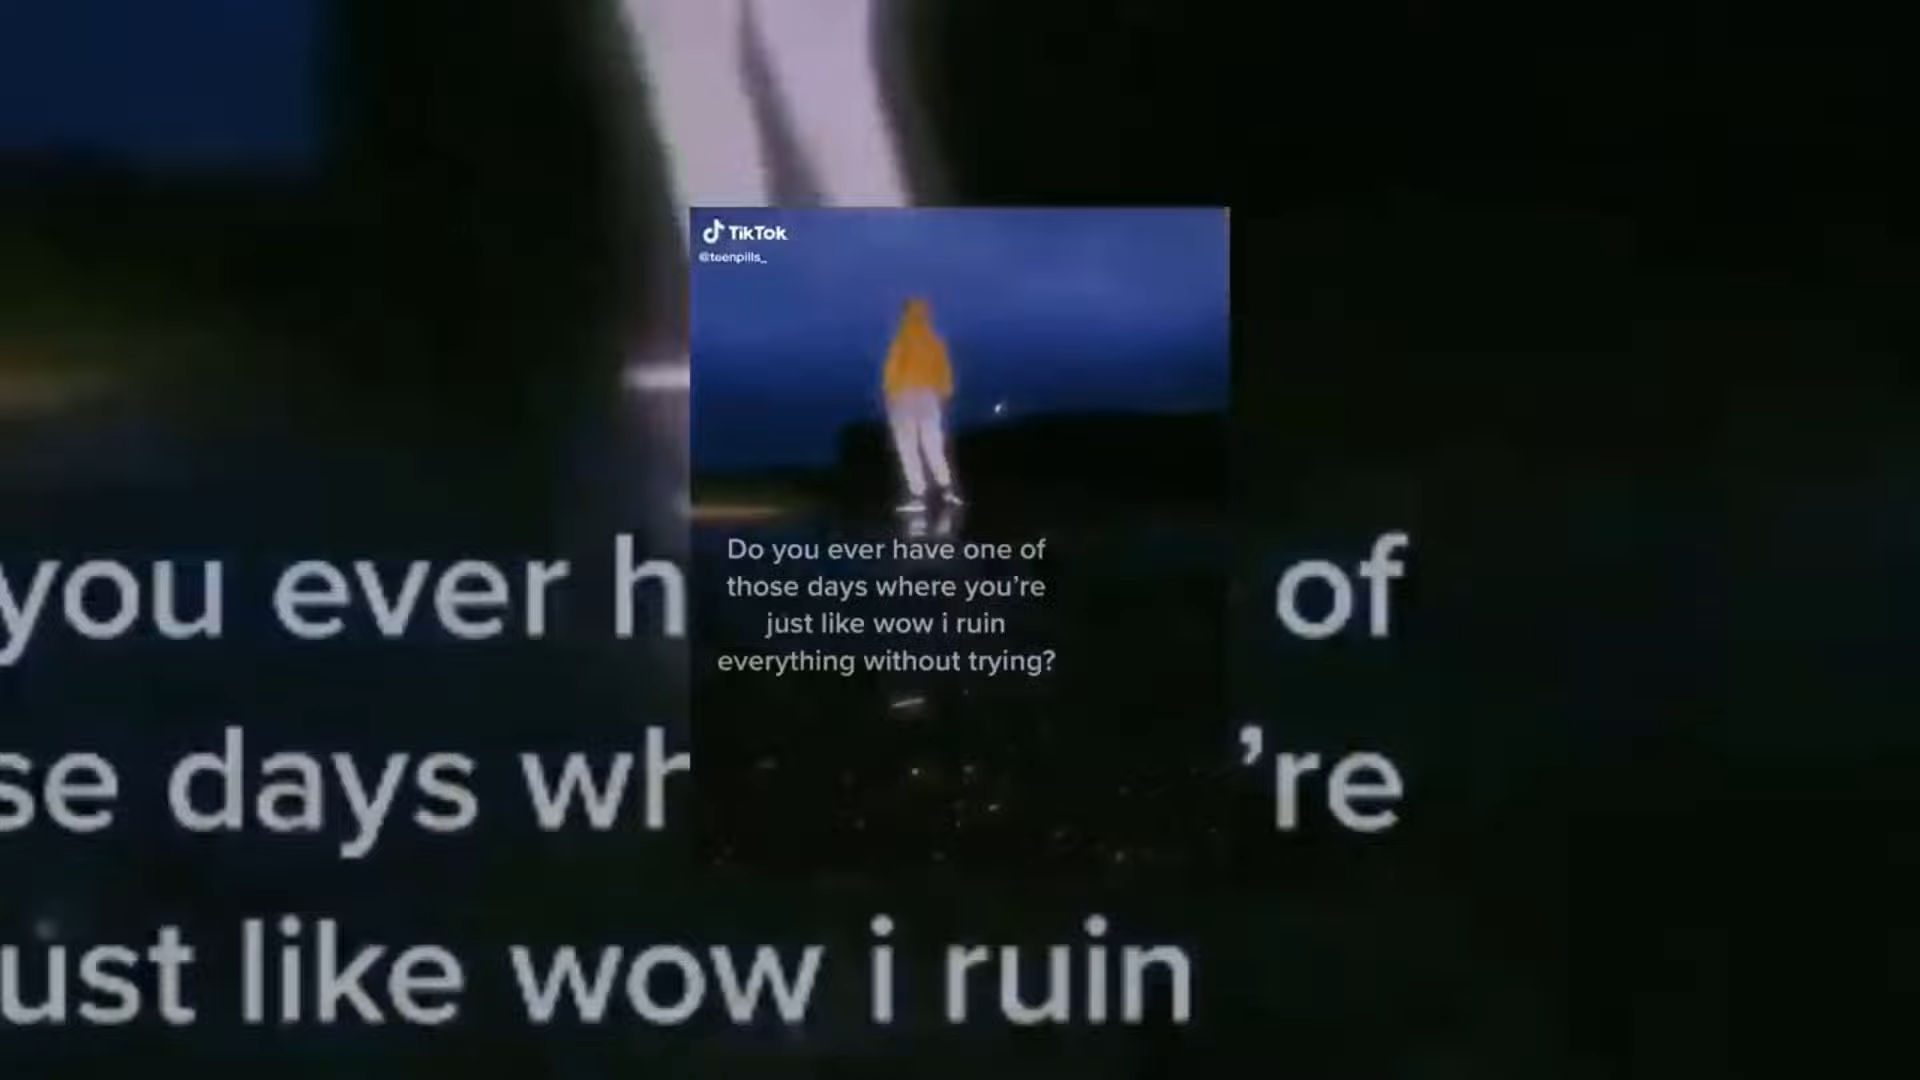 TikTok
@teenpills_
Do you ever have one of
those days where you're
just like wow i ruin
everything without trying?
you ever h of
se days wh 're
ust like wow i ruin